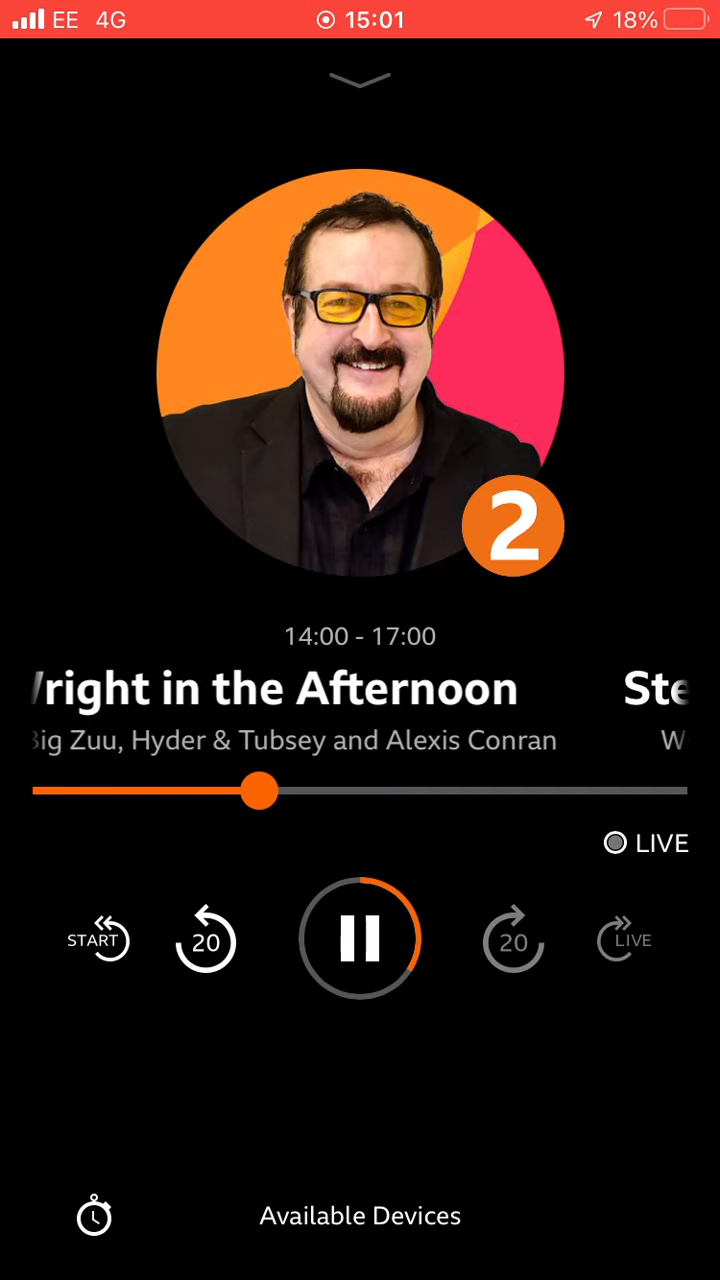 EE 4G 15:01 18%
2
14:00 - 17:00
right in the Afternoon Ste
ig Zuu, Hyder & Tubsey and Alexis Conran W
LIVE
START 20 20 LIVE
Available Devices